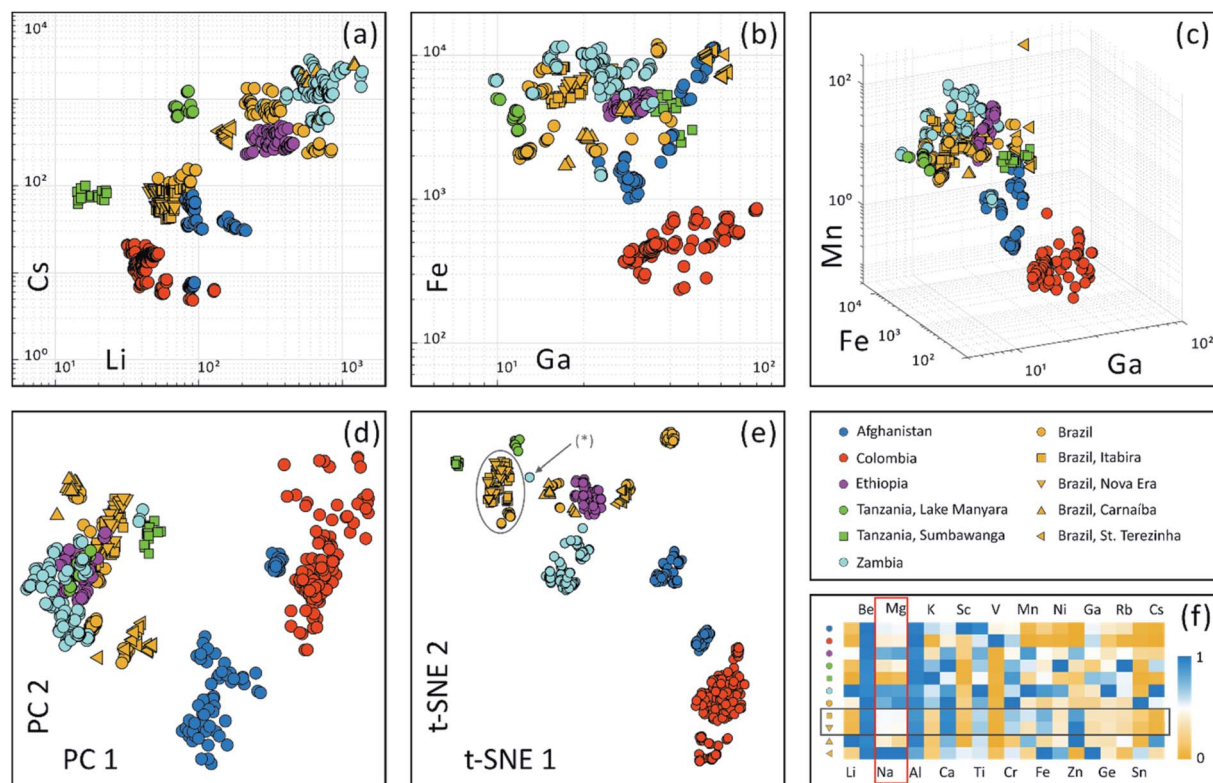 (a)
10⁴
10²
Cs
10⁰
Li
10¹
10²
10³
(b)
10⁴
10³
Fe
10²
Ga
10¹
10²
(c)
10²
10⁰
Mn
10⁴
10³
10²
Fe
10¹
10²
Ga
(d)
PC 2
PC 1
(e)
(*)
t-SNE 2
t-SNE 1
Afghanistan
Colombia
Ethiopia
Tanzania, Lake Manyara
Tanzania, Sumbawanga
Zambia
Brazil
Brazil, Itabira
Brazil, Nova Era
Brazil, Carnaíba
Brazil, St. Terezinha
Be Mg K Sc V Mn Ni Ga Rb Cs
(f)
1
0
Li Na Al Ca Ti Cr Fe Zn Ge Sn